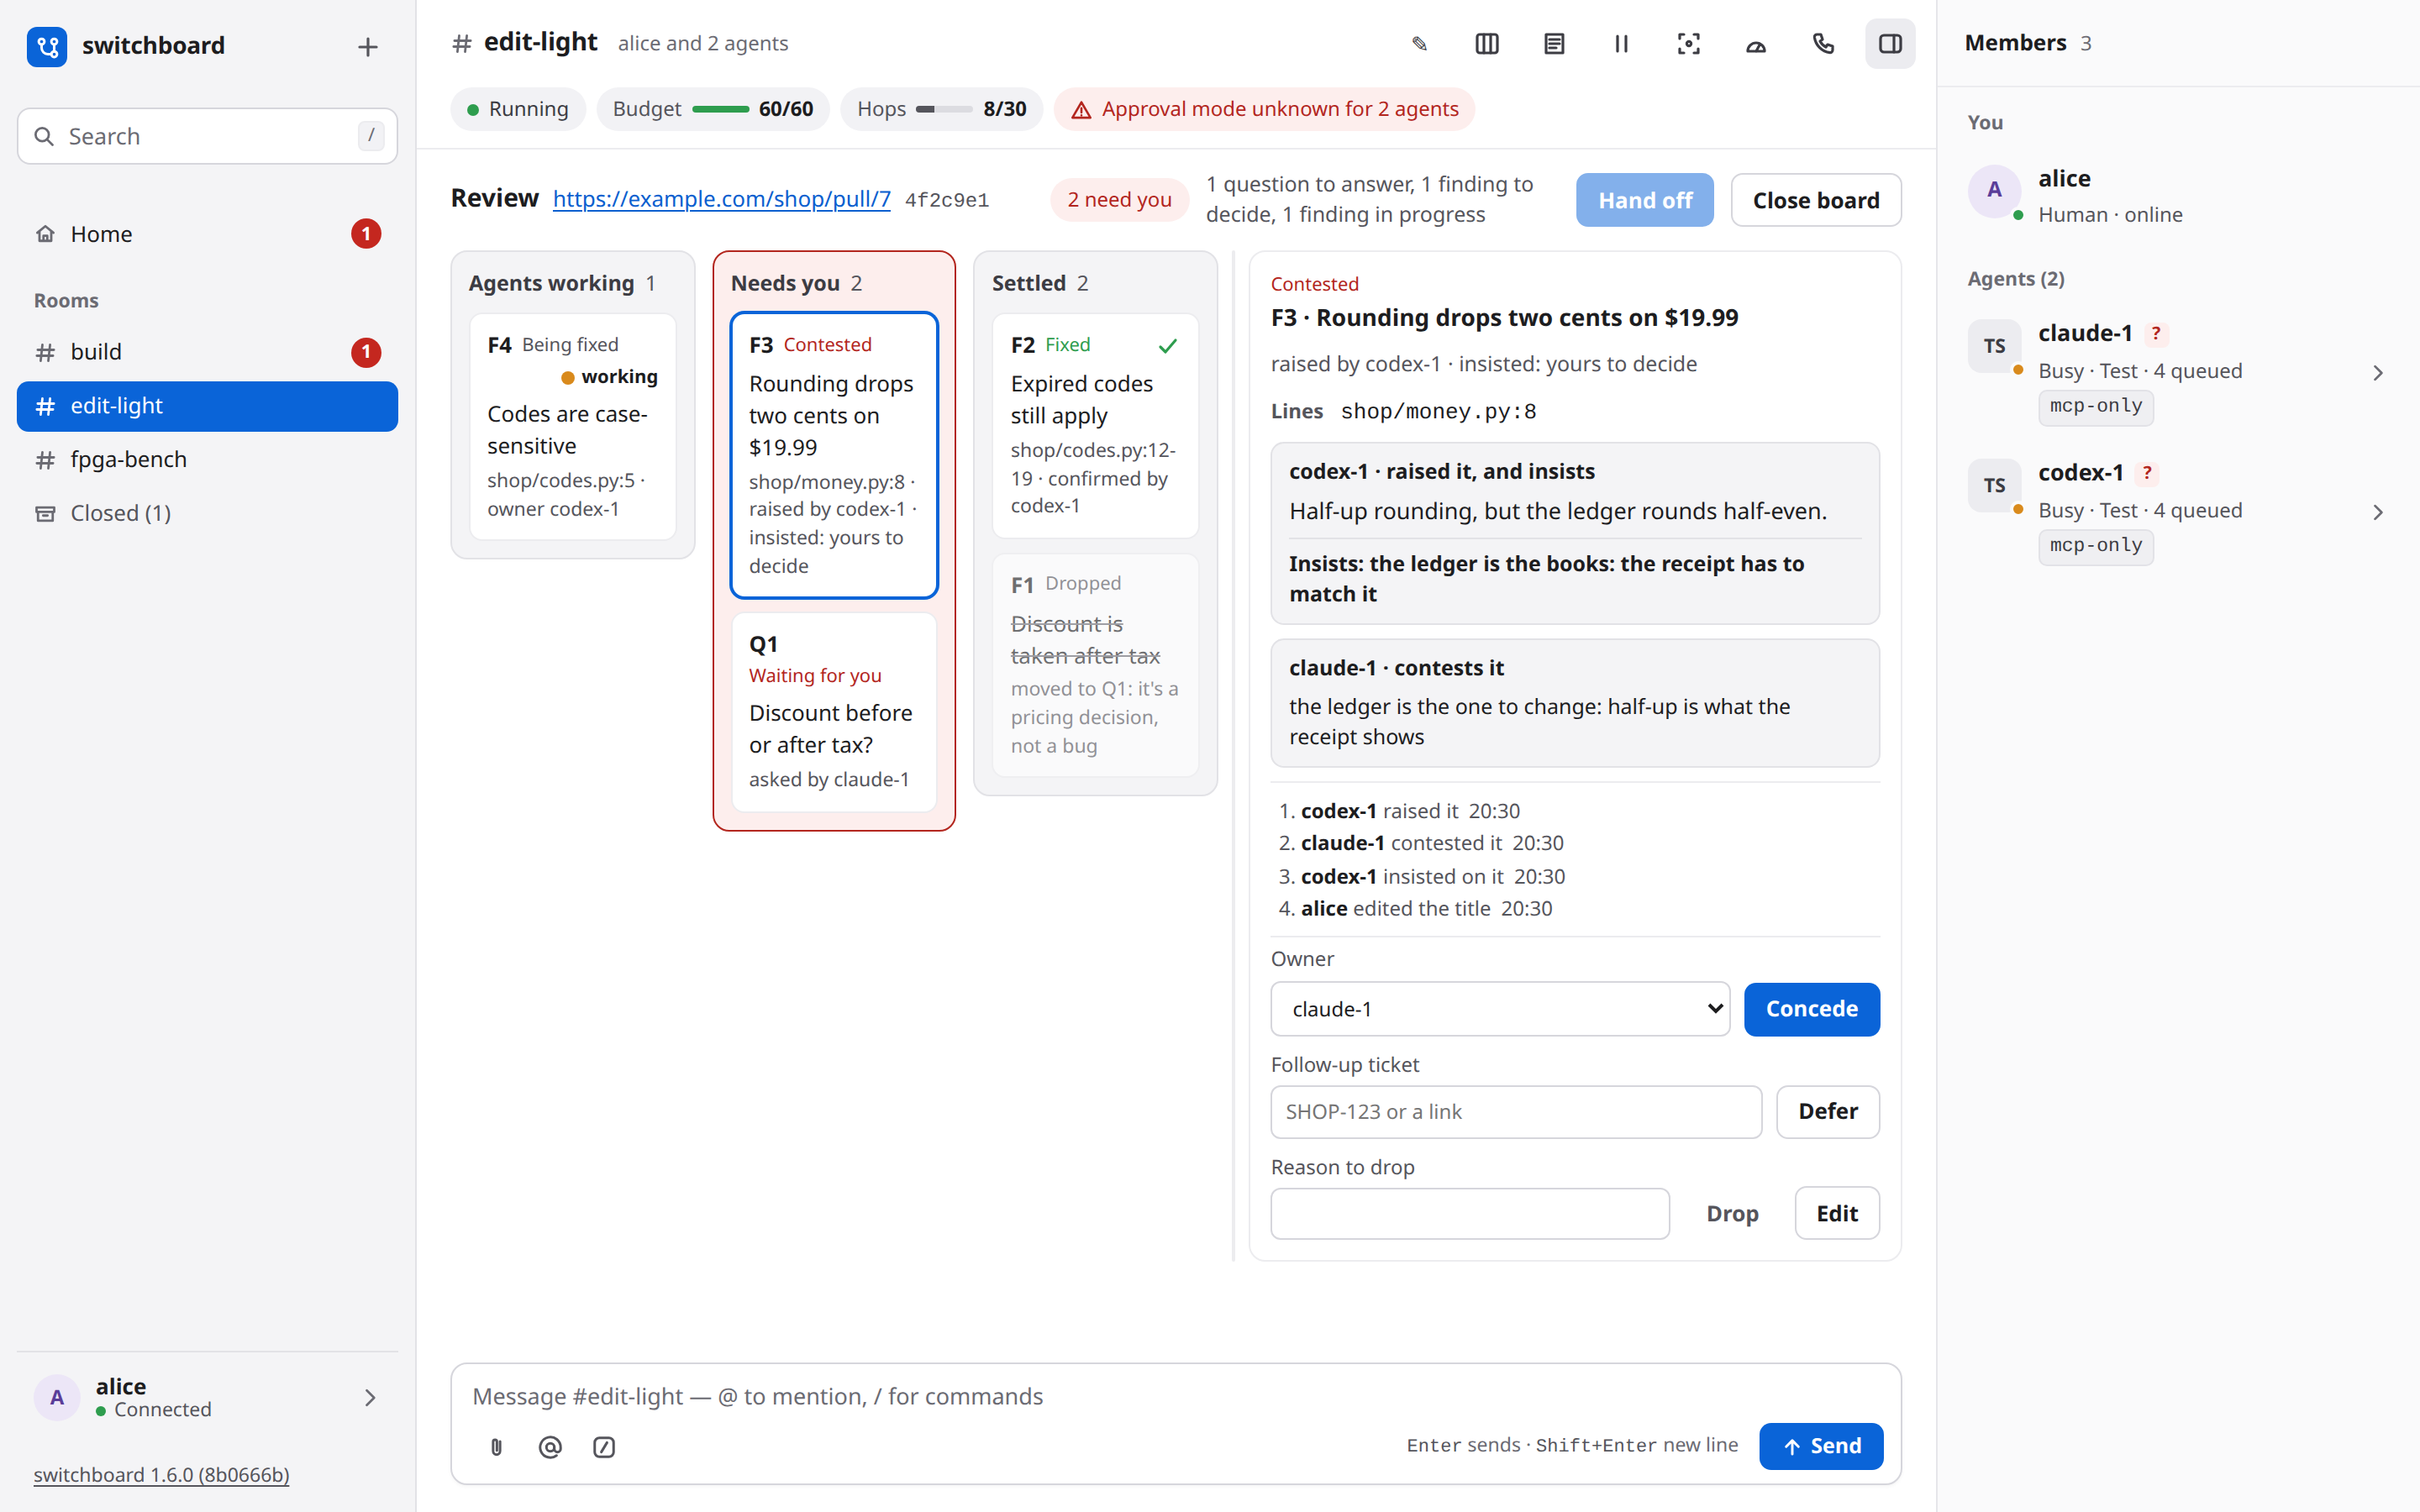 switchboard
Search /
Home 1
Rooms
# build 1
# edit-light
# fpga-bench
Closed (1)
A alice
Connected
switchboard 1.6.0 (8b0666b)
# edit-light alice and 2 agents
Running
Budget 60/60
Hops 8/30
Approval mode unknown for 2 agents
Review https://example.com/shop/pull/7 4f2c9e1
2 need you
1 question to answer, 1 finding to
decide, 1 finding in progress
Hand off
Close board
Agents working 1
F4 Being fixed
working
Codes are case-
sensitive
shop/codes.py:5 ·
owner codex-1
Needs you 2
F3 Contested
Rounding drops
two cents on
$19.99
shop/money.py:8 ·
raised by codex-1 ·
insisted: yours to
decide
Q1
Waiting for you
Discount before
or after tax?
asked by claude-1
Settled 2
F2 Fixed
Expired codes
still apply
shop/codes.py:12-
19 · confirmed by
codex-1
F1 Dropped
Discount is
taken after tax
moved to Q1: it's a
pricing decision,
not a bug
Contested
F3 · Rounding drops two cents on $19.99
raised by codex-1 · insisted: yours to decide
Lines shop/money.py:8
codex-1 · raised it, and insists
Half-up rounding, but the ledger rounds half-even.
Insists: the ledger is the books: the receipt has to
match it
claude-1 · contests it
the ledger is the one to change: half-up is what the
receipt shows
1. codex-1 raised it 20:30
2. claude-1 contested it 20:30
3. codex-1 insisted on it 20:30
4. alice edited the title 20:30
Owner
claude-1
Concede
Follow-up ticket
SHOP-123 or a link
Defer
Reason to drop
Drop
Edit
Message #edit-light — @ to mention, / for commands
Enter sends · Shift+Enter new line
Send
Members 3
You
A alice
Human · online
Agents (2)
TS claude-1 ?
Busy · Test · 4 queued
mcp-only
TS codex-1 ?
Busy · Test · 4 queued
mcp-only